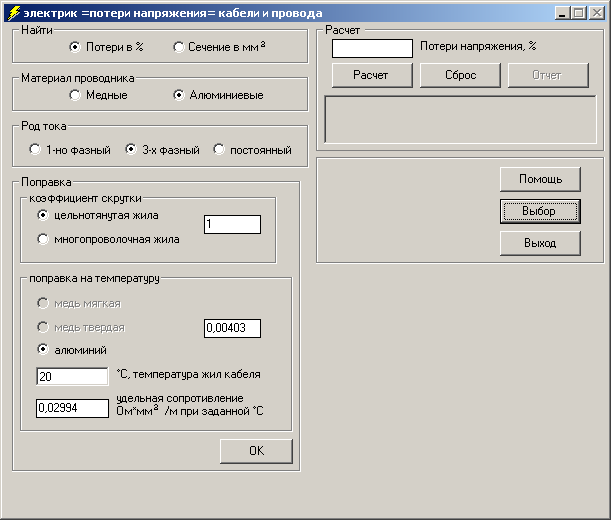 электрик =потери напряжения= кабели и провода
Найти
Потери в %
Сечение в мм²
Материал проводника
Медные
Алюминиевые
Род тока
1-но фазный
3-х фазный
постоянный
Поправка
коэффициент скрутки
цельнотянутая жила
1
многопроволочная жила
поправка на температуру
медь мягкая
медь твердая
0,00403
алюминий
20
°C, температура жил кабеля
0,02994
удельная сопротивление
Ом*мм² /м при заданной °C
OK
Расчет
Потери напряжения, %
Расчет
Сброс
Отчет
Помощь
Выбор
Выход